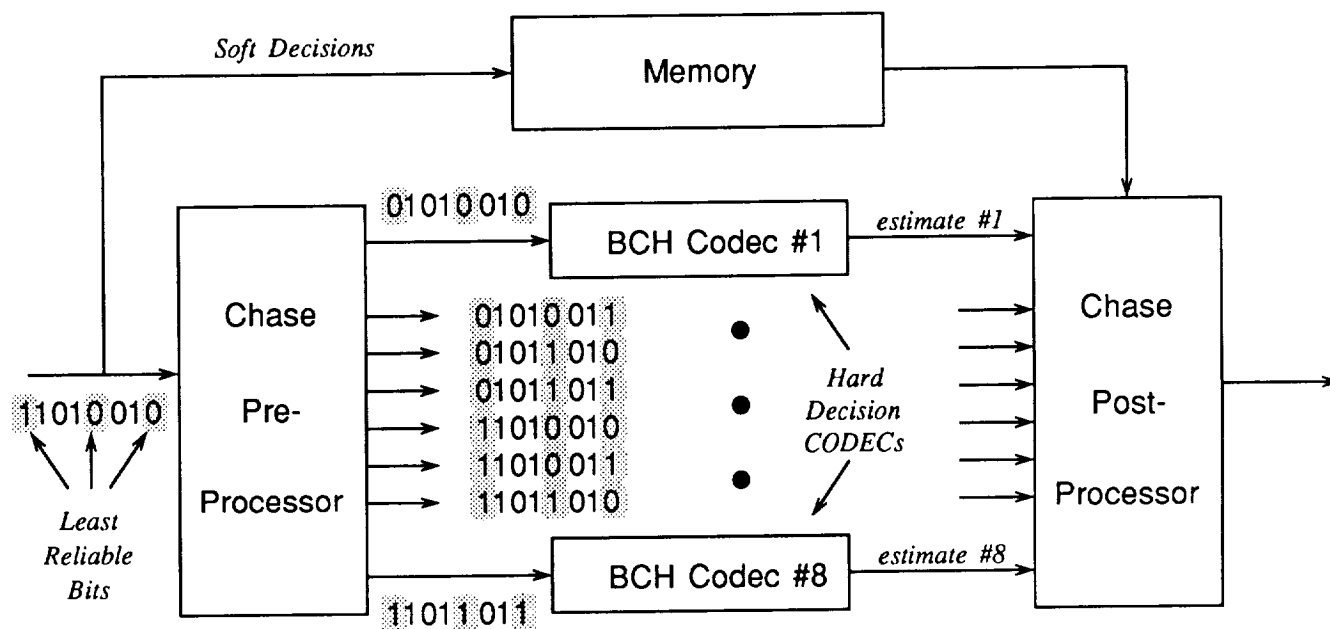 Soft Decisions
Memory
01010010
BCH Codec #1
estimate #1
Chase
Pre-
Processor
01010011
01011010
01011011
11010010
11010011
11011010
Hard
Decision
CODECs
Chase
Post-
Processor
11010010
Least
Reliable
Bits
BCH Codec #8
estimate #8
11011011